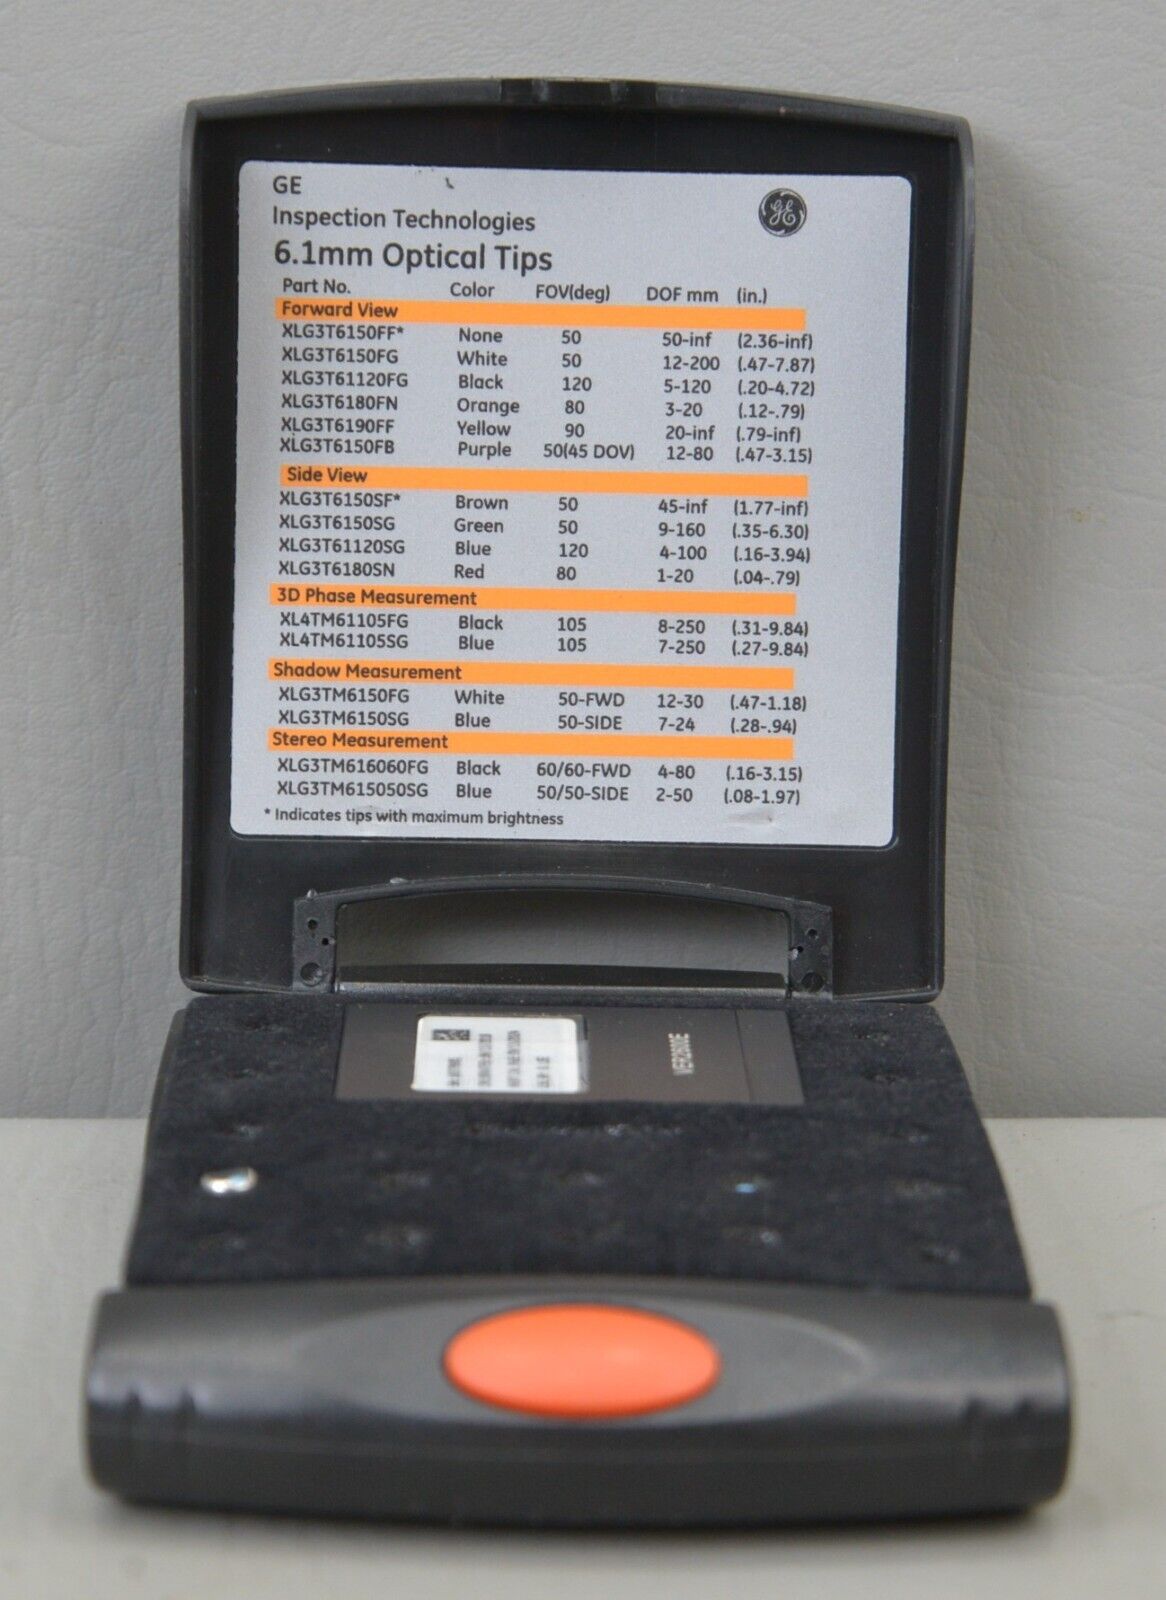 GE
Inspection Technologies
6.1mm Optical Tips
Part No. Color FOV(deg) DOF mm (in.)
Forward View
XLG3T6150FF* None 50 50-inf (2.36-inf)
XLG3T6150FG White 50 12-200 (.47-7.87)
XLG3T61120FG Black 120 5-120 (.20-4.72)
XLG3T6180FN Orange 80 3-20 (.12-.79)
XLG3T6190FF Yellow 90 20-inf (.79-inf)
XLG3T6150FB Purple 50(45 DOV) 12-80 (.47-3.15)
Side View
XLG3T6150SF* Brown 50 45-inf (1.77-inf)
XLG3T6150SG Green 50 9-160 (.35-6.30)
XLG3T61120SG Blue 120 4-100 (.16-3.94)
XLG3T6180SN Red 80 1-20 (.04-.79)
3D Phase Measurement
XL4TM61105FG Black 105 8-250 (.31-9.84)
XL4TM61105SG Blue 105 7-250 (.27-9.84)
Shadow Measurement
XLG3TM6150FG White 50-FWD 12-30 (.47-1.18)
XLG3TM6150SG Blue 50-SIDE 7-24 (.28-.94)
Stereo Measurement
XLG3TM616060FG Black 60/60-FWD 4-80 (.16-3.15)
XLG3TM615050SG Blue 50/50-SIDE 2-50 (.08-1.97)
* Indicates tips with maximum brightness
GE
VER2600E